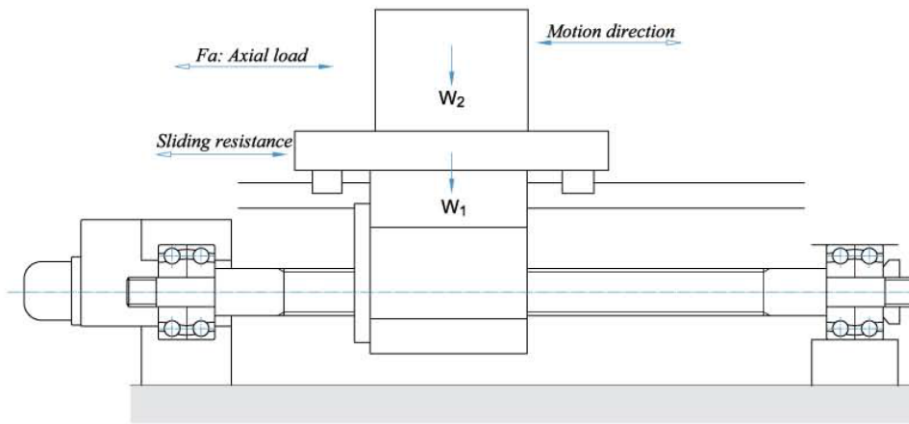 Motion direction
Fa: Axial load
W₂
Sliding resistance
W₁